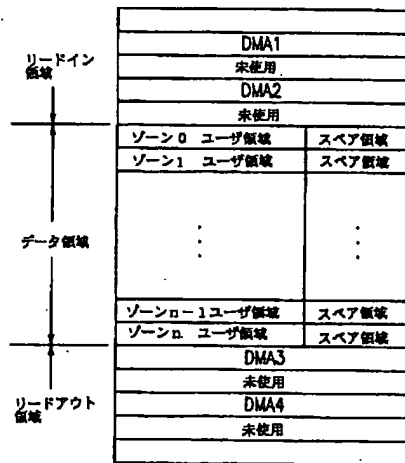 DMA1
リードイン
領域
未使用
DMA2
未使用
ゾーン0 ユーザ領域 スペア領域
ゾーン1 ユーザ領域 スペア領域
データ領域
ゾーンn-1ユーザ領域 スペア領域
ゾーンn ユーザ領域 スペア領域
DMA3
リードアウト
領域
未使用
DMA4
未使用